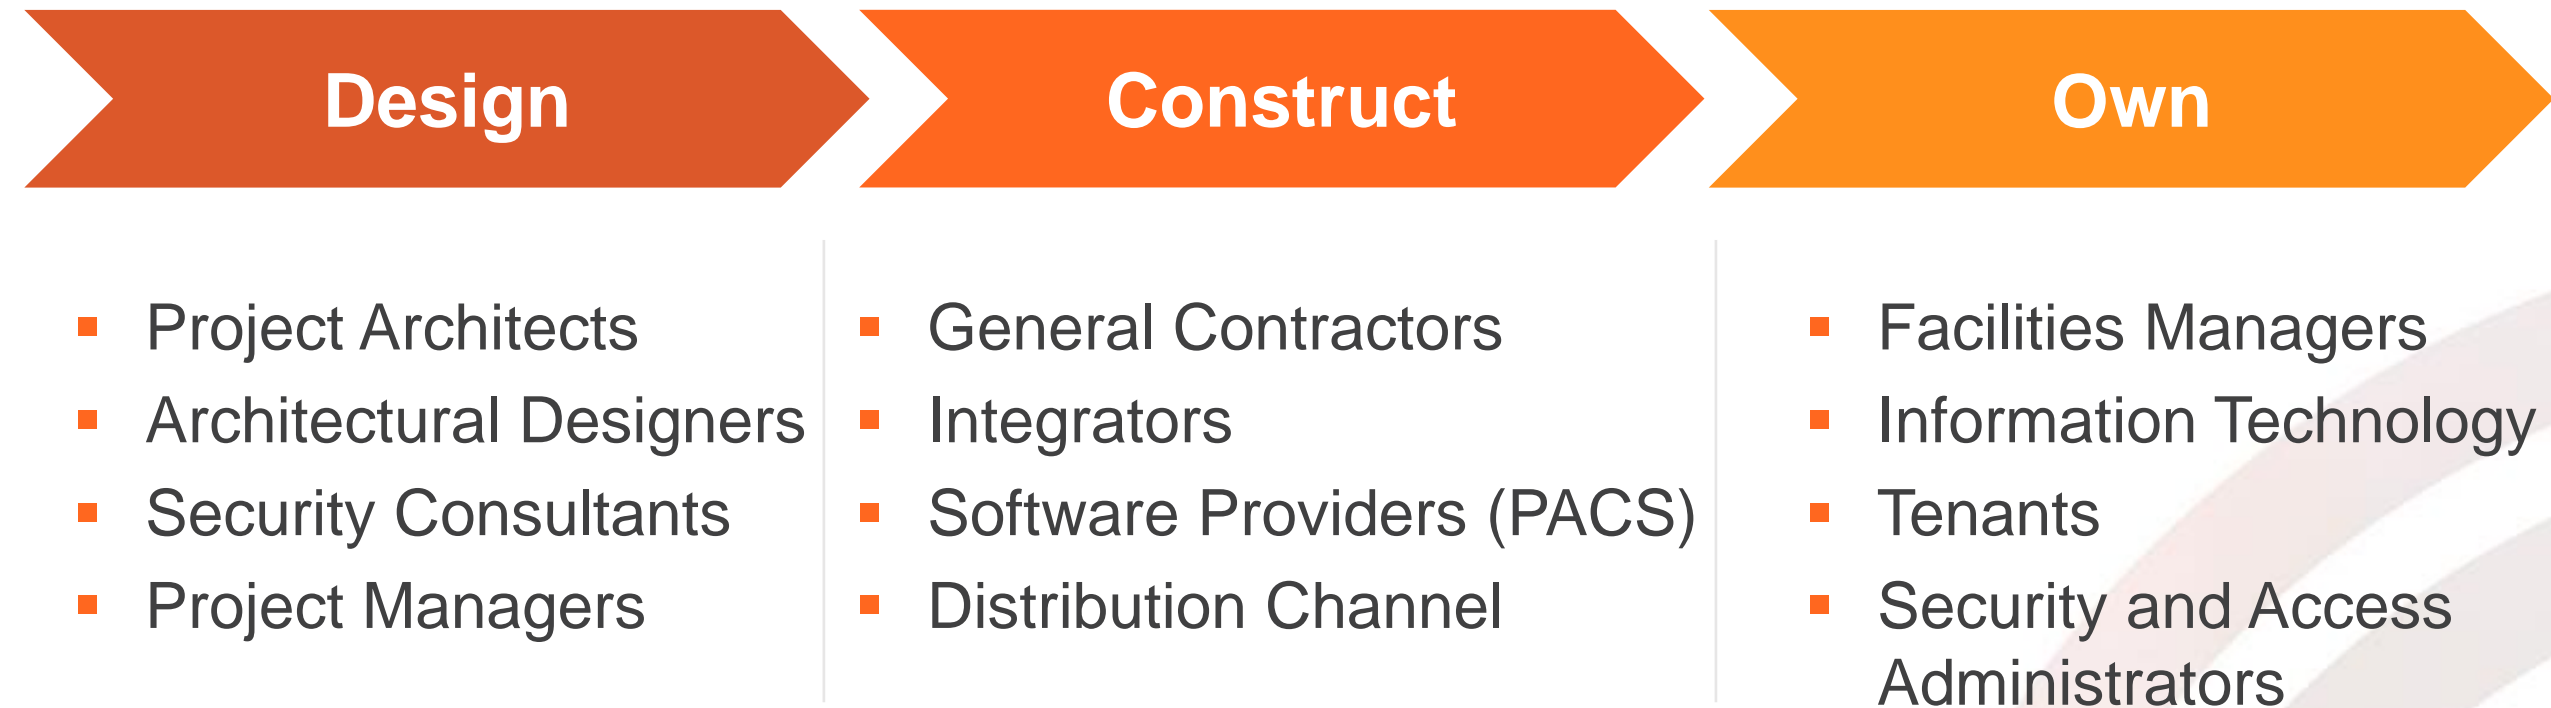 Design
Construct
Own
Project Architects
Architectural Designers
Security Consultants
Project Managers
General Contractors
Integrators
Software Providers (PACS)
Distribution Channel
Facilities Managers
Information Technology
Tenants
Security and Access
Administrators